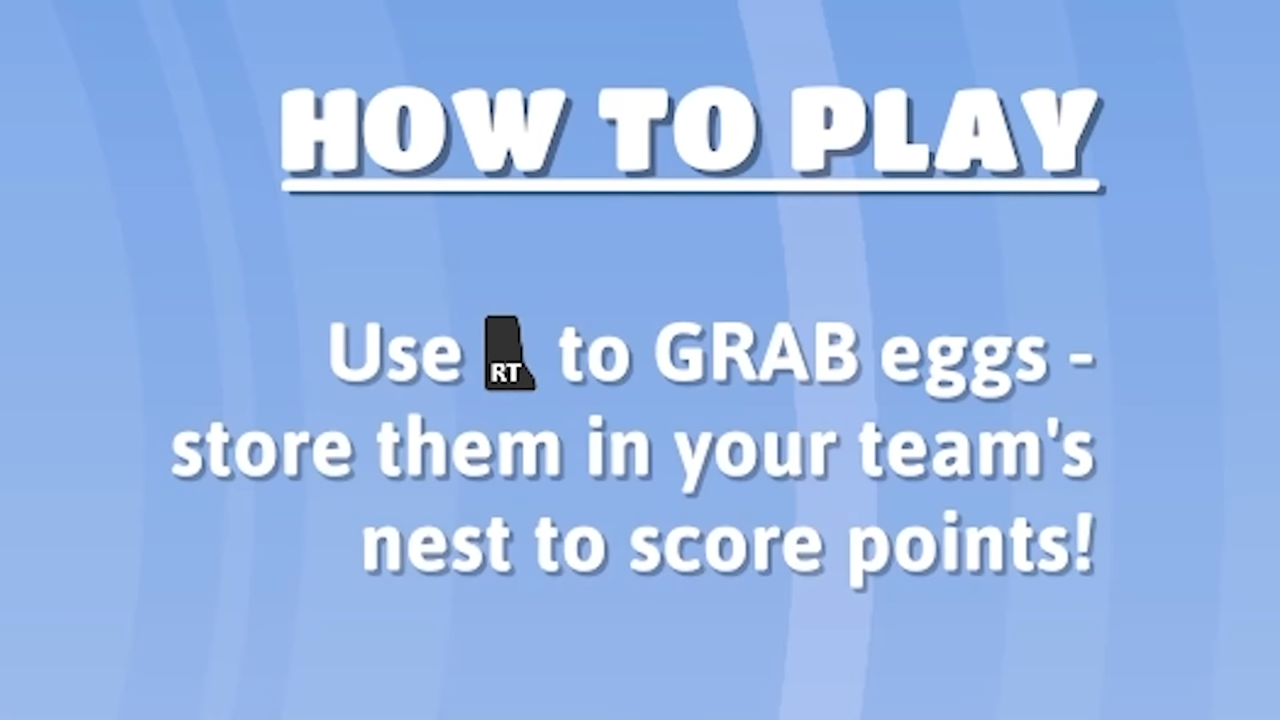 HOW TO PLAY
Use RT to GRAB eggs -
store them in your team's
nest to score points!